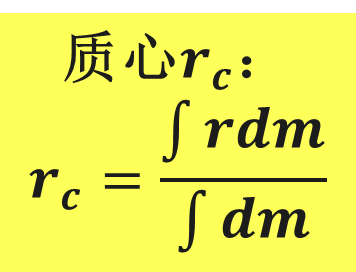 质心r_c:
r_c = ∫ rdm / ∫ dm